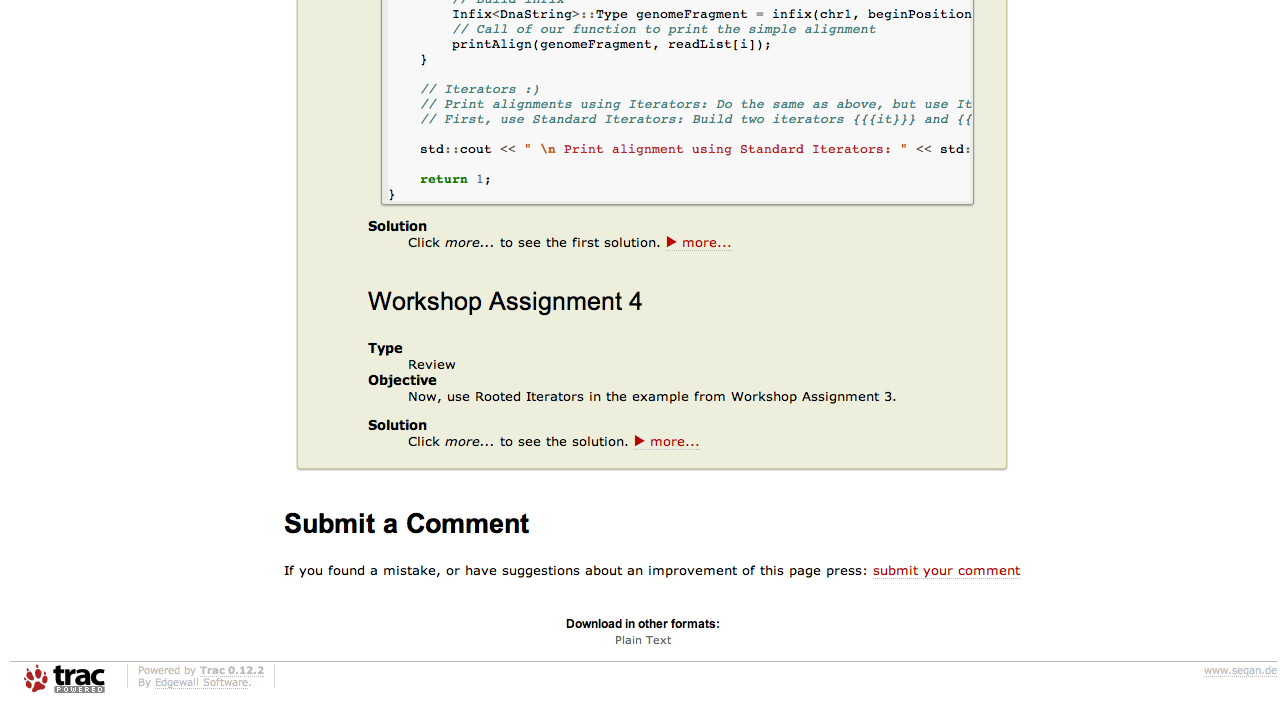 // Build infix
Infix<DnaString>::Type genomeFragment = infix(chr1, beginPosition
// Call of our function to print the simple alignment
printAlign(genomeFragment, readList[i]);
}
// Iterators :)
// Print alignments using Iterators: Do the same as above, but use It
// First, use Standard Iterators: Build two iterators {{{it}}} and {{
std::cout << " \n Print alignment using Standard Iterators: " << std:
return 1;
}
Solution
Click more... to see the first solution. ▶ more...
Workshop Assignment 4
Type
Review
Objective
Now, use Rooted Iterators in the example from Workshop Assignment 3.
Solution
Click more... to see the solution. ▶ more...
Submit a Comment
If you found a mistake, or have suggestions about an improvement of this page press: submit your comment
Download in other formats:
Plain Text
trac
POWERED
Powered by Trac 0.12.2
By Edgewall Software.
www.seqan.de